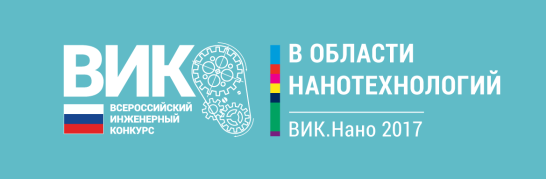 ВИК
ВСЕРОССИЙСКИЙ
ИНЖЕНЕРНЫЙ
КОНКУРС
В ОБЛАСТИ
НАНОТЕХНОЛОГИЙ
ВИК.Нано 2017